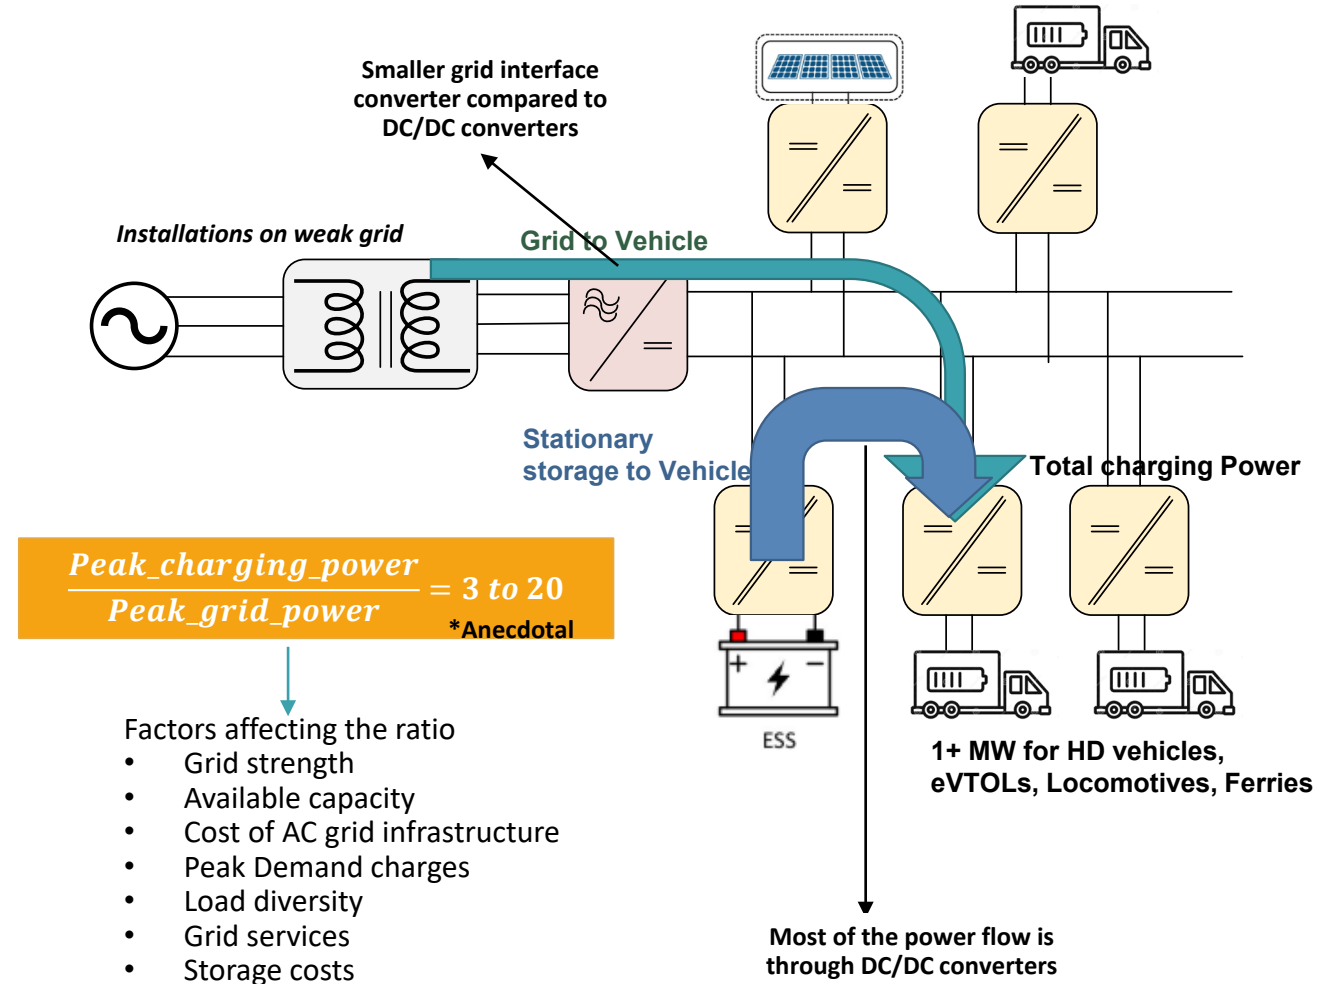 Smaller grid interface
converter compared to
DC/DC converters
Installations on weak grid
Grid to Vehicle
Stationary
storage to Vehicle
Total charging Power
Peak_charging_power
Peak_grid_power
= 3 to 20
*Anecdotal
+ −
ESS
1+ MW for HD vehicles,
eVTOLs, Locomotives, Ferries
Factors affecting the ratio
• Grid strength
• Available capacity
• Cost of AC grid infrastructure
• Peak Demand charges
• Load diversity
• Grid services
• Storage costs
Most of the power flow is
through DC/DC converters